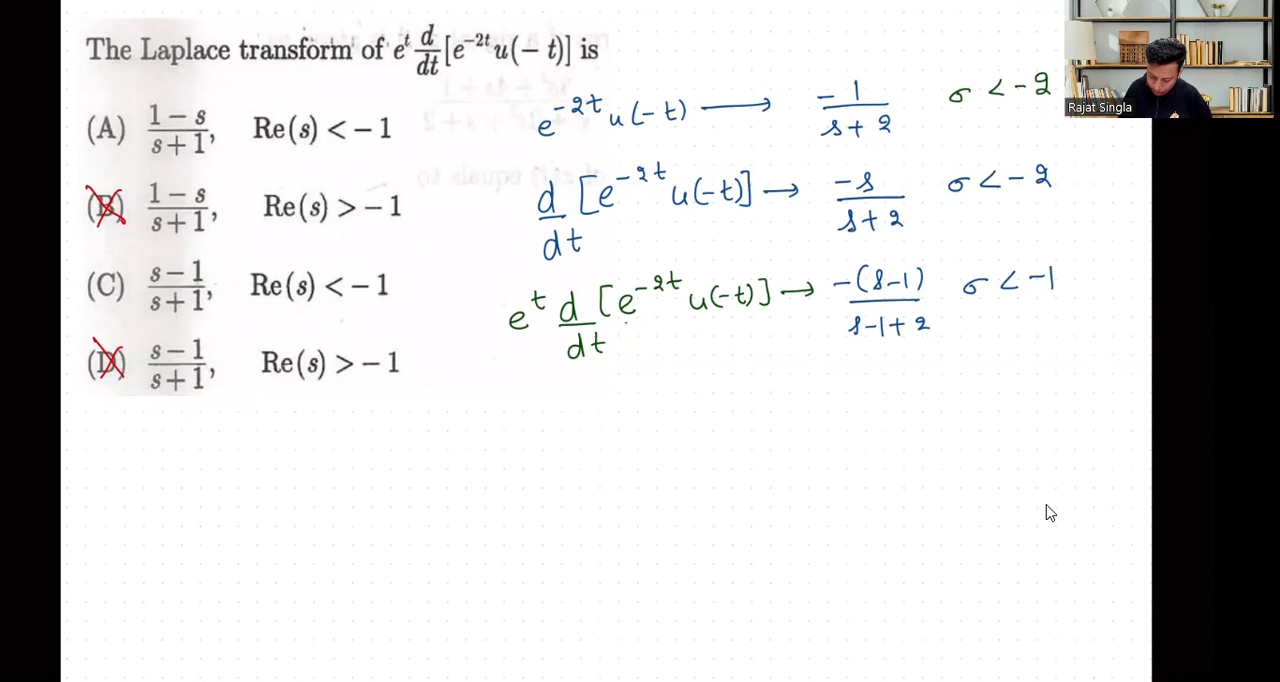 The Laplace transform of e^t d/dt [e^{-2t} u(-t)] is
(A) (1-s)/(s+1), Re(s) < -1
(B) (1-s)/(s+1), Re(s) > -1
(C) (s-1)/(s+1), Re(s) < -1
(D) (s-1)/(s+1), Re(s) > -1
e^{-2t} u(-t) → -1/(s+2) σ < -2
d/dt [e^{-2t} u(-t)] → -s/(s+2) σ < -2
e^t d/dt [e^{-2t} u(-t)] → -(s-1)/(s-1+2) σ < -1
Rajat Singla